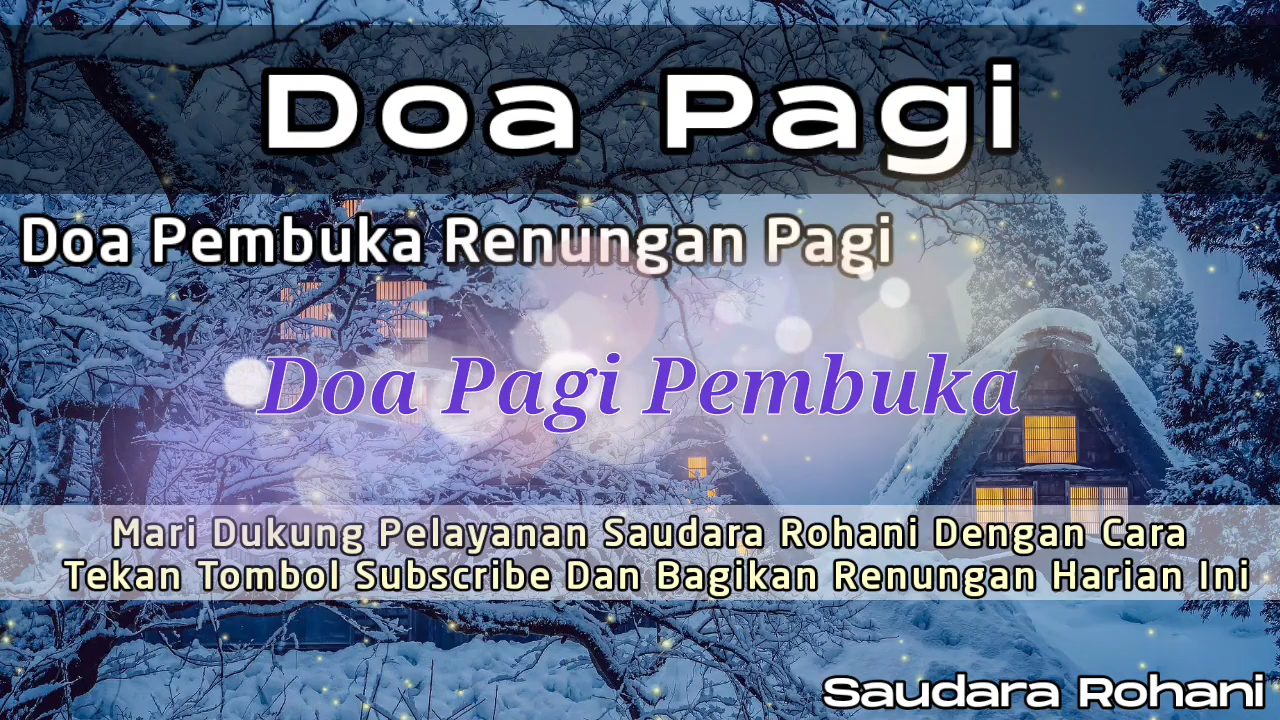 Doa Pagi
Doa Pembuka Renungan Pagi
Doa Pagi Pembuka
Mari Dukung Pelayanan Saudara Rohani Dengan Cara
Tekan Tombol Subscribe Dan Bagikan Renungan Harian Ini
Saudara Rohani